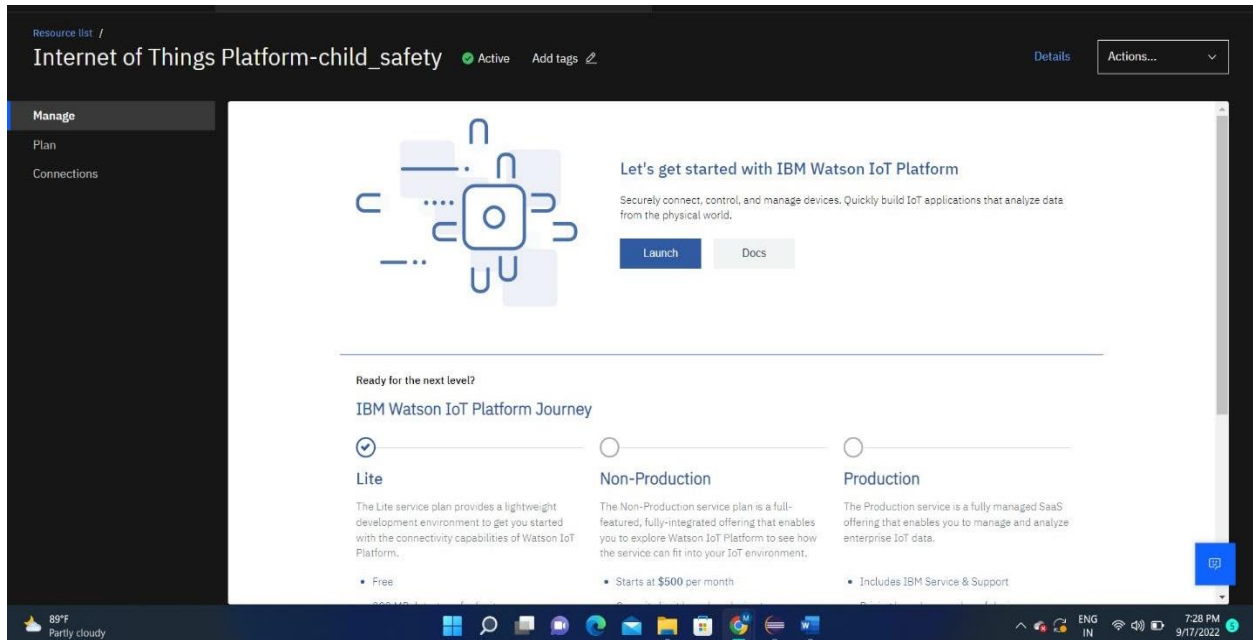 Resource list /
Internet of Things Platform-child_safety Active Add tags
Details Actions...
Manage
Plan
Connections
Let's get started with IBM Watson IoT Platform
Securely connect, control, and manage devices. Quickly build IoT applications that analyze data
from the physical world.
Launch Docs
Ready for the next level?
IBM Watson IoT Platform Journey
Lite
The Lite service plan provides a lightweight
development environment to get you started
with the connectivity capabilities of Watson IoT
Platform.
• Free
Non-Production
The Non-Production service plan is a full-
featured, fully-integrated offering that enables
you to explore Watson IoT Platform to see how
the service can fit into your IoT environment.
• Starts at $500 per month
Production
The Production service is a fully managed SaaS
offering that enables you to manage and analyze
enterprise IoT data.
• Includes IBM Service & Support
89°F
Partly cloudy
ENG
IN
7:28 PM
9/17/2022
5